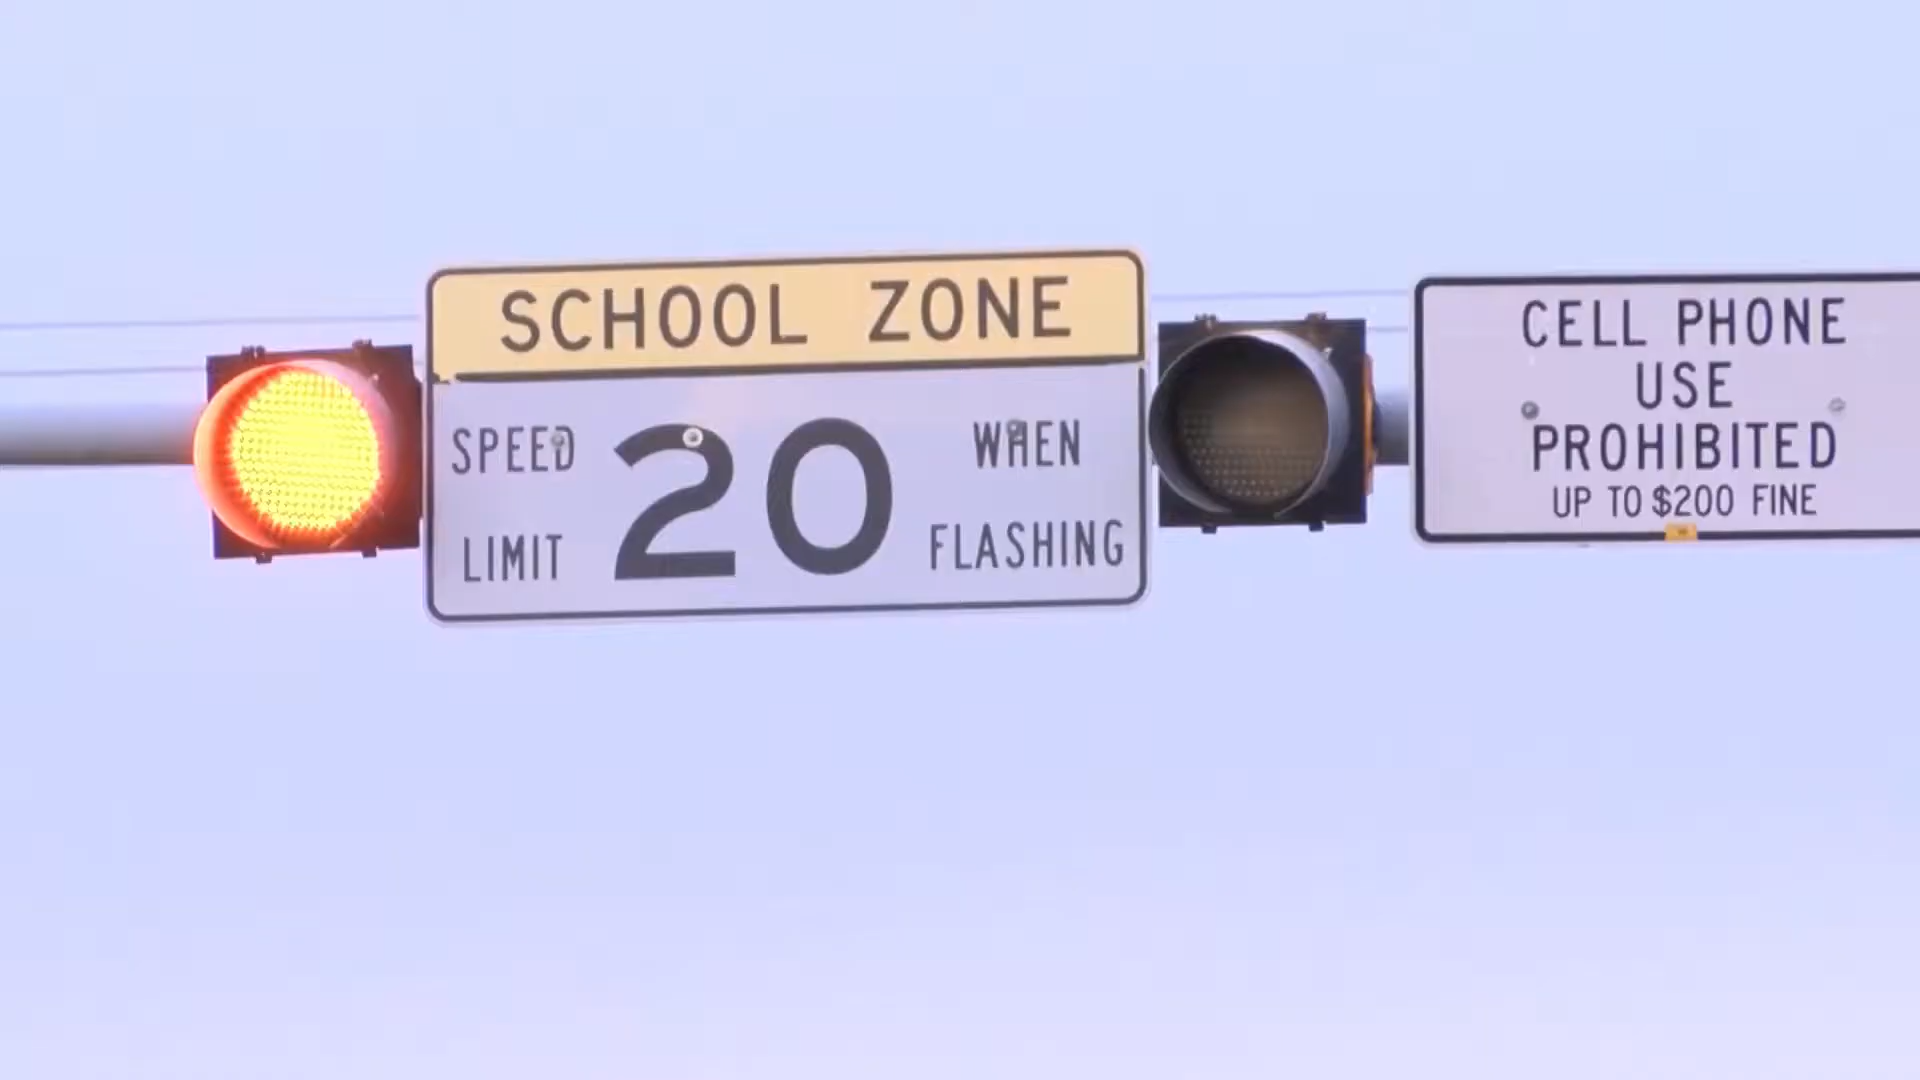 SCHOOL ZONE
SPEED LIMIT
20
WHEN FLASHING
CELL PHONE
USE
PROHIBITED
UP TO $200 FINE